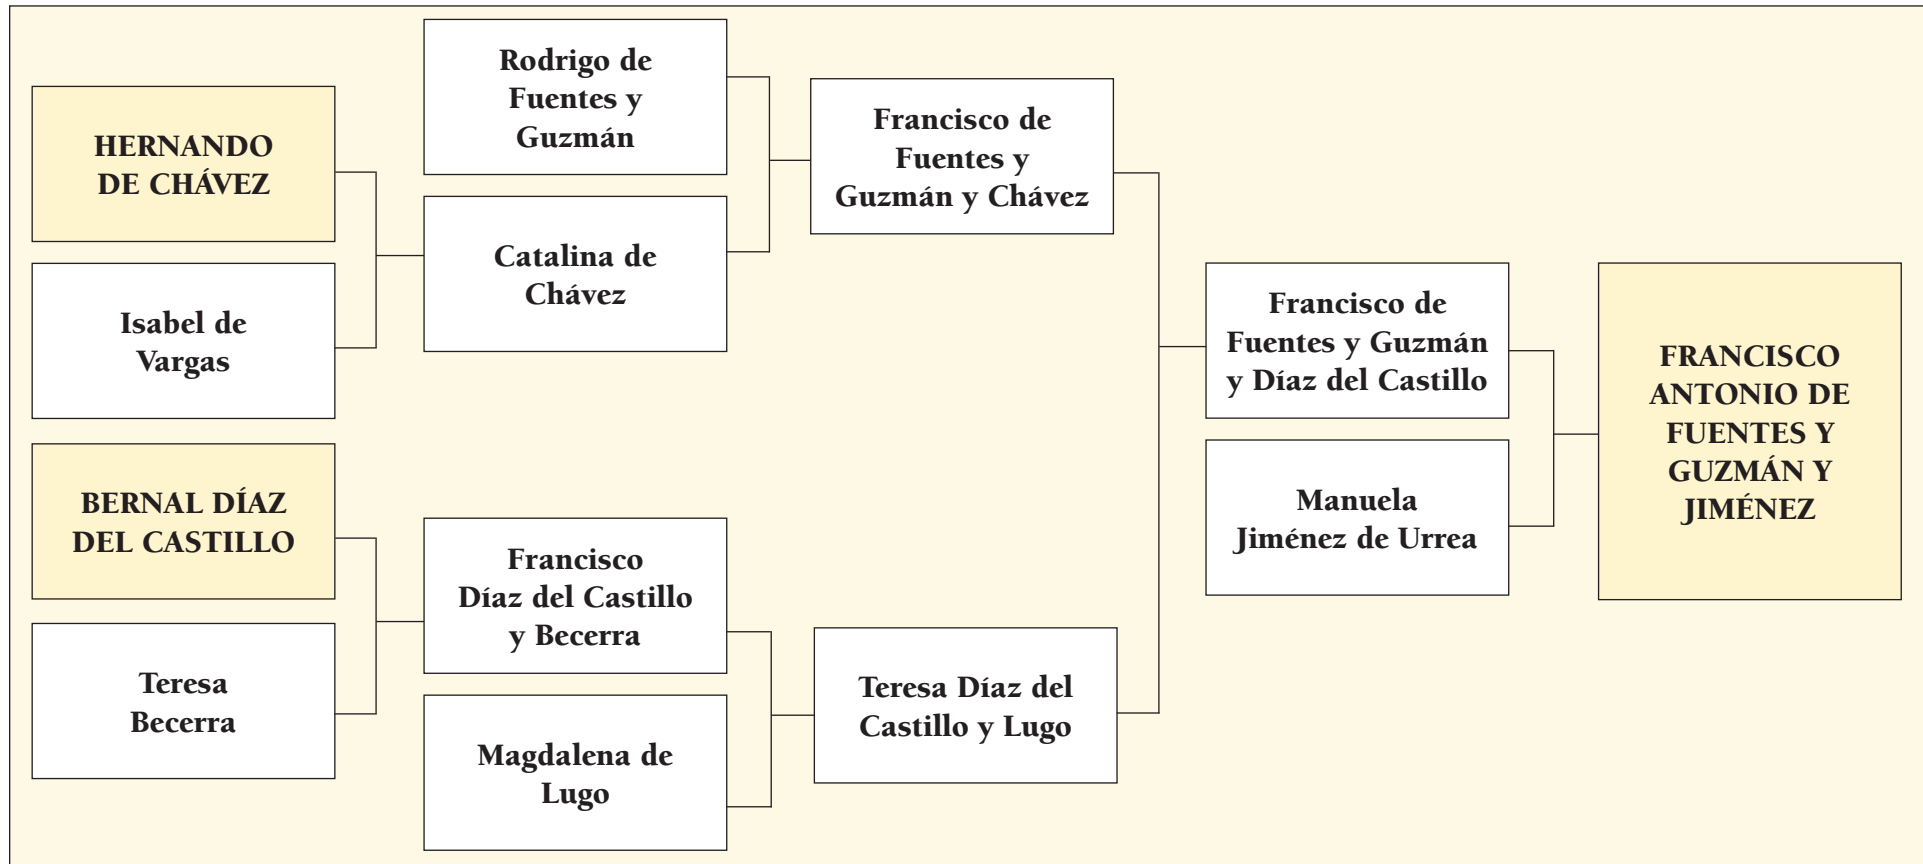 HERNANDO
DE CHÁVEZ
Isabel de
Vargas
BERNAL DÍAZ
DEL CASTILLO
Teresa
Becerra
Rodrigo de
Fuentes y
Guzmán
Catalina de
Chávez
Francisco
Díaz del Castillo
y Becerra
Magdalena de
Lugo
Francisco de
Fuentes y
Guzmán y Chávez
Teresa Díaz del
Castillo y Lugo
Francisco de
Fuentes y Guzmán
y Díaz del Castillo
Manuela
Jiménez de Urrea
FRANCISCO
ANTONIO DE
FUENTES Y
GUZMÁN Y
JIMÉNEZ